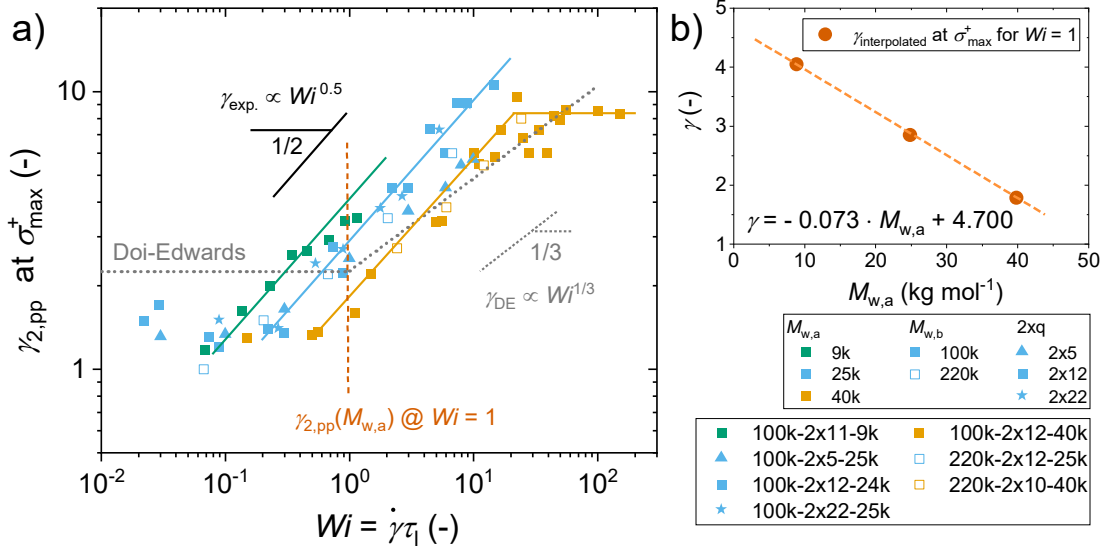 a)
γ2,pp at σ+max (-)
10
1
10-2
10-1
100
101
102
Wi = γ̇τl (-)
γexp. ∝ Wi0.5
1/2
Doi-Edwards
1/3
γDE ∝ Wi1/3
γ2,pp(Mw,a) @ Wi = 1
b)
γ (-)
5
4
3
2
1
0
10
20
30
40
50
Mw,a (kg mol-1)
γinterpolated at σ+max for Wi = 1
γ = - 0.073 · Mw,a + 4.700
Mw,a Mw,b 2xq
9k 100k 2x5
25k 220k 2x12
40k 2x22
100k-2x11-9k 100k-2x12-40k
100k-2x5-25k 220k-2x12-25k
100k-2x12-24k 220k-2x10-40k
100k-2x22-25k